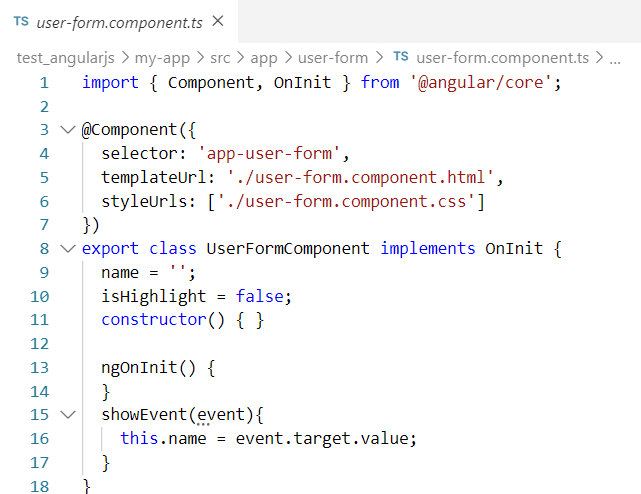 TS user-form.component.ts ×
test_angularjs > my-app > src > app > user-form > TS user-form.component.ts > ...
1 import { Component, OnInit } from '@angular/core';
2
3 @Component({
4 selector: 'app-user-form',
5 templateUrl: './user-form.component.html',
6 styleUrls: ['./user-form.component.css']
7 })
8 export class UserFormComponent implements OnInit {
9 name = '';
10 isHighlight = false;
11 constructor() { }
12
13 ngOnInit() {
14 }
15 showEvent(event){
16 this.name = event.target.value;
17 }
18 }